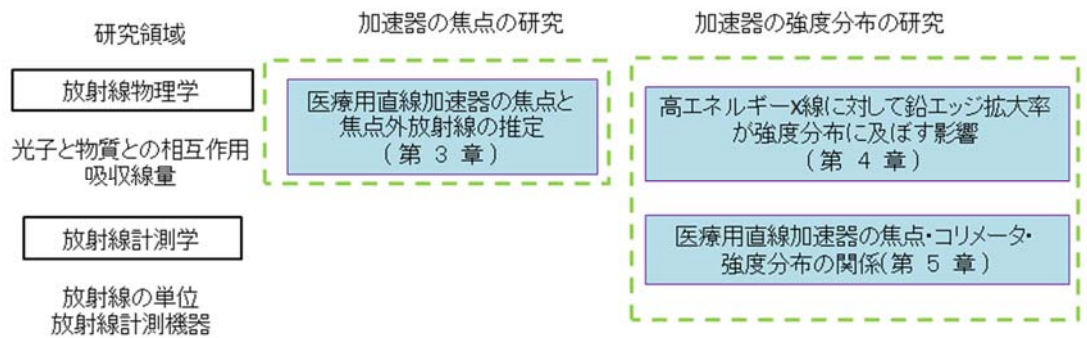 研究領域
加速器の焦点の研究
加速器の強度分布の研究
放射線物理学
光子と物質との相互作用
吸収線量
放射線計測学
放射線の単位
放射線計測機器
医療用直線加速器の焦点と
焦点外放射線の推定
(第 3 章)
高エネルギーX線に対して鉛エッジ拡大率
が強度分布に及ぼす影響
(第 4 章)
医療用直線加速器の焦点・コリメータ・
強度分布の関係(第 5 章)